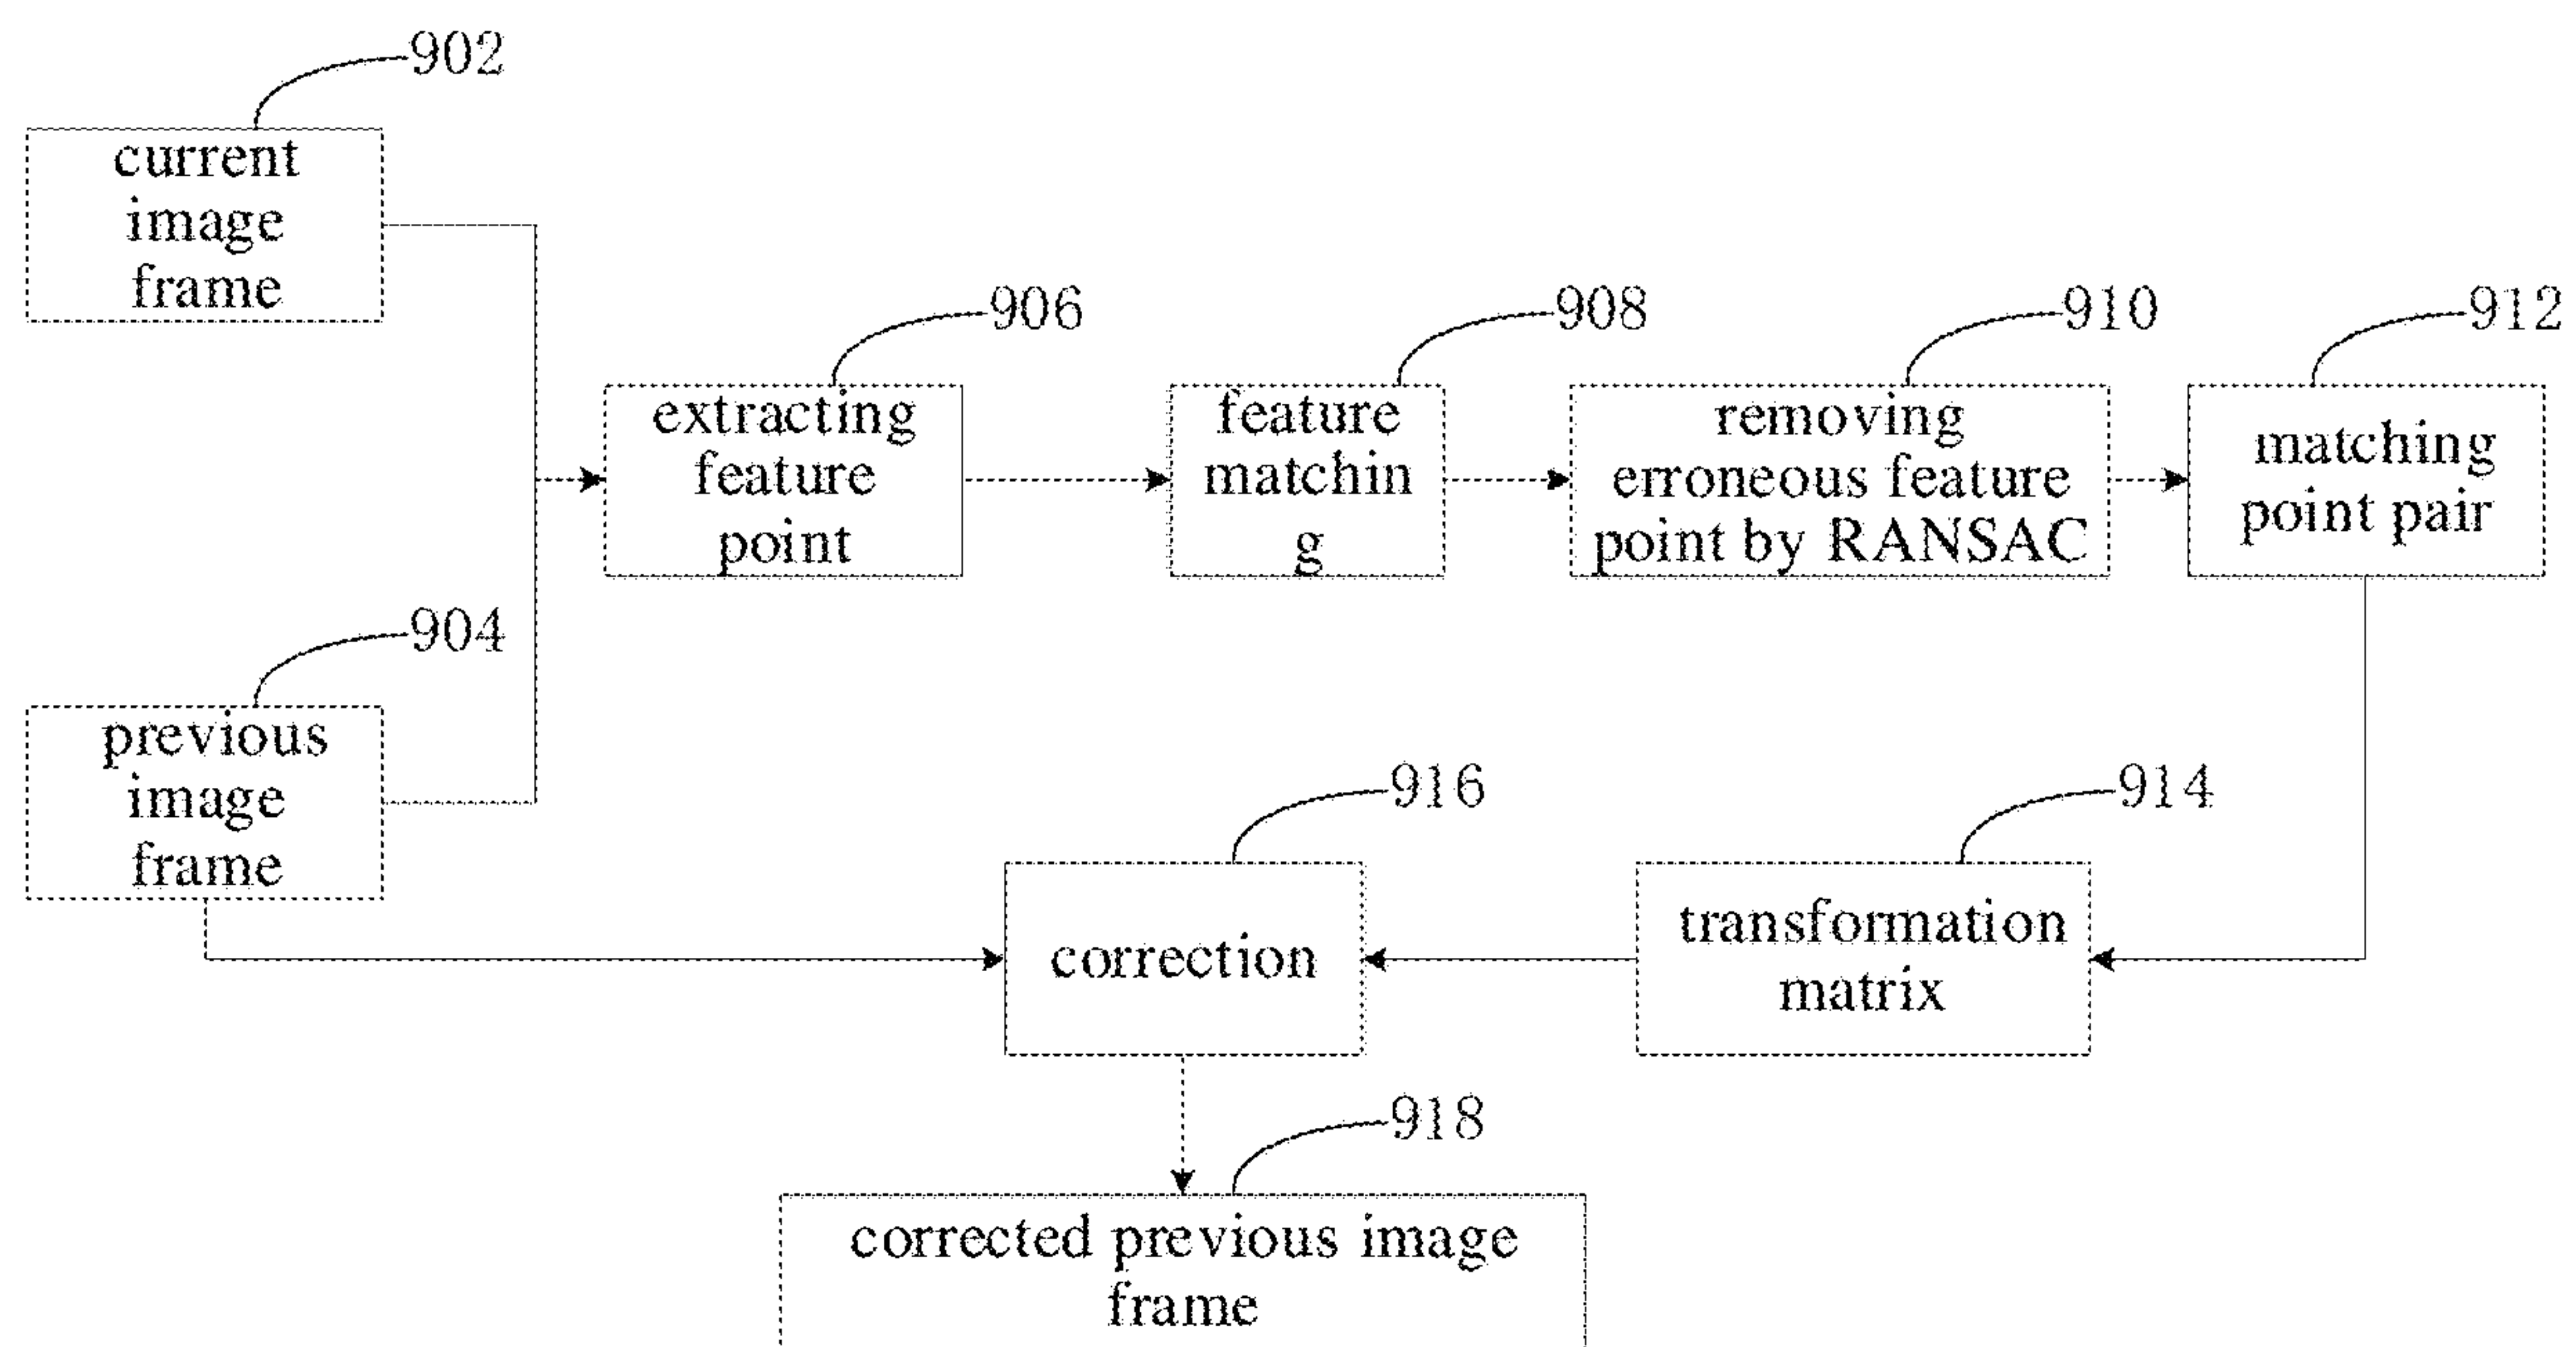 902
current
image
frame
906
extracting
feature
point
908
feature
matchin
g
910
removing
erroneous feature
point by RANSAC
912
matching
point pair
904
previous
image
frame
916
correction
914
transformation
matrix
918
corrected previous image
frame